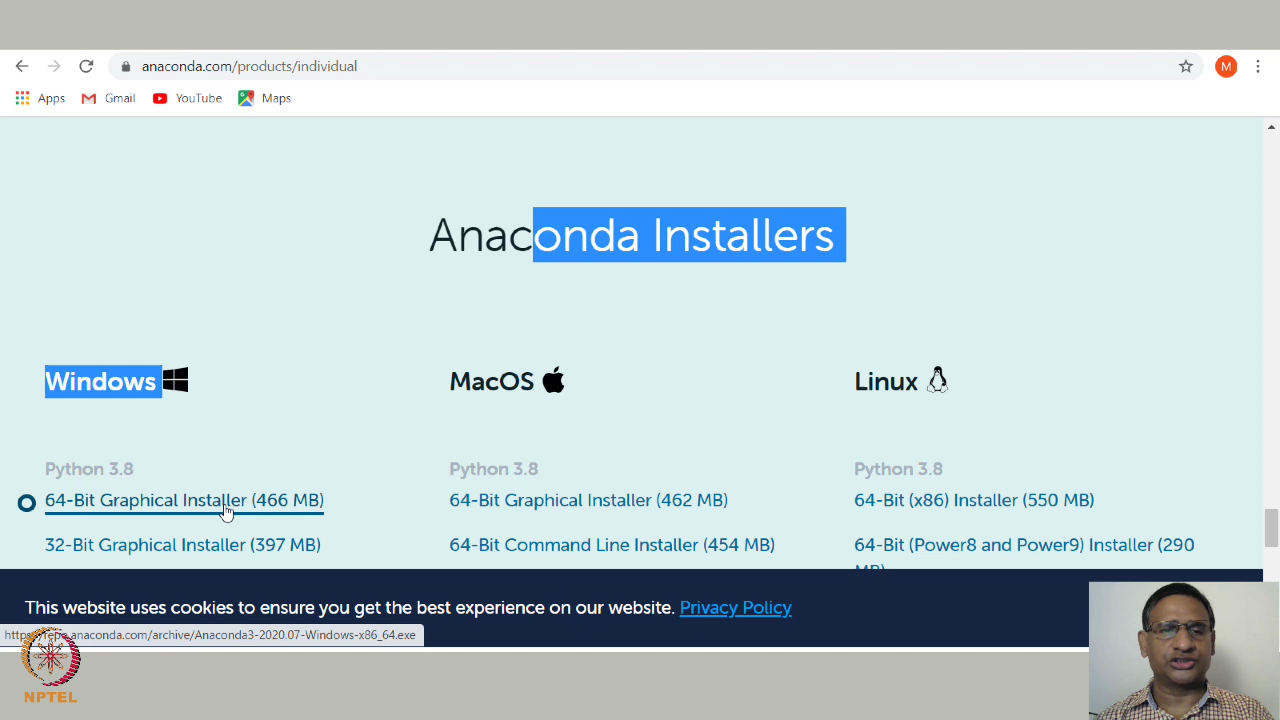 anaconda.com/products/individual
M
Apps Gmail YouTube Maps
Anaconda Installers
Windows MacOS Linux
Python 3.8 Python 3.8 Python 3.8
64-Bit Graphical Installer (466 MB) 64-Bit Graphical Installer (462 MB) 64-Bit (x86) Installer (550 MB)
32-Bit Graphical Installer (397 MB) 64-Bit Command Line Installer (454 MB) 64-Bit (Power8 and Power9) Installer (290
MB)
This website uses cookies to ensure you get the best experience on our website. Privacy Policy
https://repo.anaconda.com/archive/Anaconda3-2020.07-Windows-x86_64.exe
NPTEL